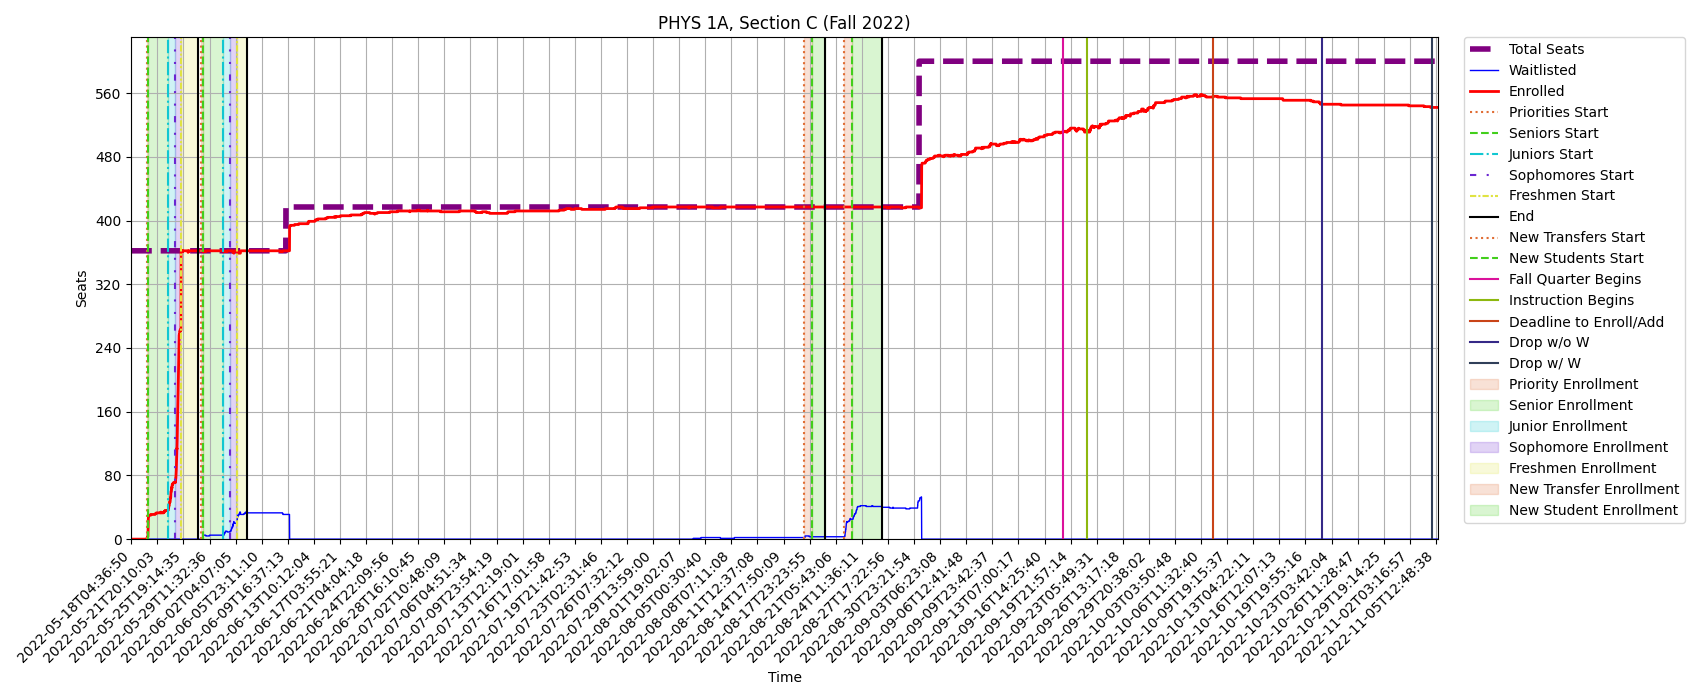 PHYS 1A, Section C (Fall 2022)
Seats
560
480
400
320
240
160
80
0
2022-05-18T04:36:50
2022-05-21T20:10:03
2022-05-25T19:14:35
2022-05-29T11:32:36
2022-06-02T04:07:05
2022-06-05T23:11:10
2022-06-09T16:37:13
2022-06-13T10:12:04
2022-06-17T03:55:21
2022-06-21T04:04:18
2022-06-24T22:09:56
2022-06-28T16:10:45
2022-07-02T10:48:09
2022-07-06T04:51:34
2022-07-09T23:54:19
2022-07-13T12:19:01
2022-07-16T17:01:58
2022-07-19T21:42:53
2022-07-23T02:31:46
2022-07-26T07:32:12
2022-07-29T13:59:00
2022-08-01T19:02:07
2022-08-05T00:30:40
2022-08-08T07:11:08
2022-08-11T12:37:08
2022-08-14T17:50:09
2022-08-17T23:23:55
2022-08-21T05:43:06
2022-08-24T11:36:11
2022-08-27T17:22:56
2022-08-30T23:21:54
2022-09-03T06:23:08
2022-09-06T12:41:48
2022-09-09T23:42:37
2022-09-13T07:00:17
2022-09-16T14:25:40
2022-09-19T21:57:14
2022-09-23T05:49:31
2022-09-26T13:17:18
2022-09-29T20:38:02
2022-10-03T03:50:48
2022-10-06T11:32:40
2022-10-09T19:15:37
2022-10-13T04:22:11
2022-10-16T12:07:13
2022-10-19T19:55:16
2022-10-23T03:42:04
2022-10-26T11:28:47
2022-10-29T19:14:25
2022-11-02T03:16:57
2022-11-05T12:48:38
Time
Total Seats
Waitlisted
Enrolled
Priorities Start
Seniors Start
Juniors Start
Sophomores Start
Freshmen Start
End
New Transfers Start
New Students Start
Fall Quarter Begins
Instruction Begins
Deadline to Enroll/Add
Drop w/o W
Drop w/ W
Priority Enrollment
Senior Enrollment
Junior Enrollment
Sophomore Enrollment
Freshmen Enrollment
New Transfer Enrollment
New Student Enrollment